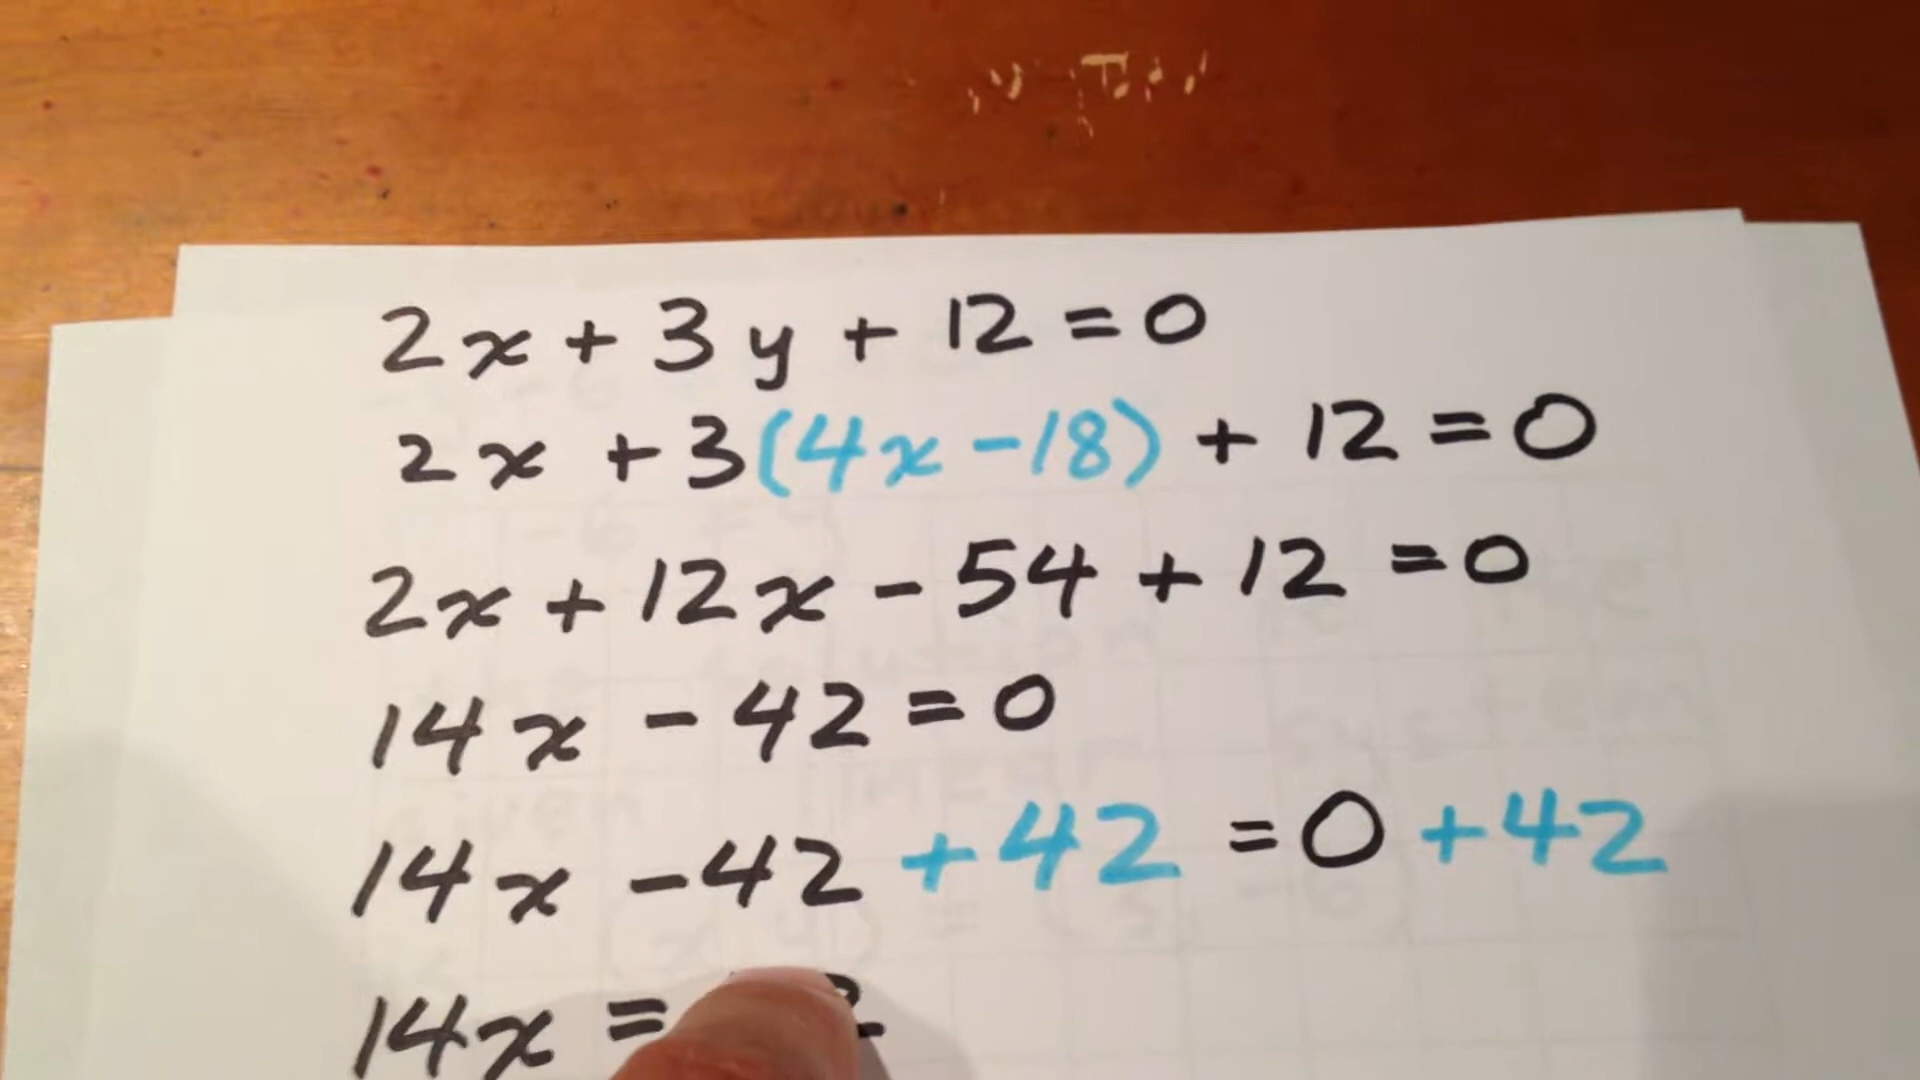 2x + 3y + 12 = 0
2x + 3(4x - 18) + 12 = 0
2x + 12x - 54 + 12 = 0
14x - 42 = 0
14x - 42 + 42 = 0 + 42
14x =